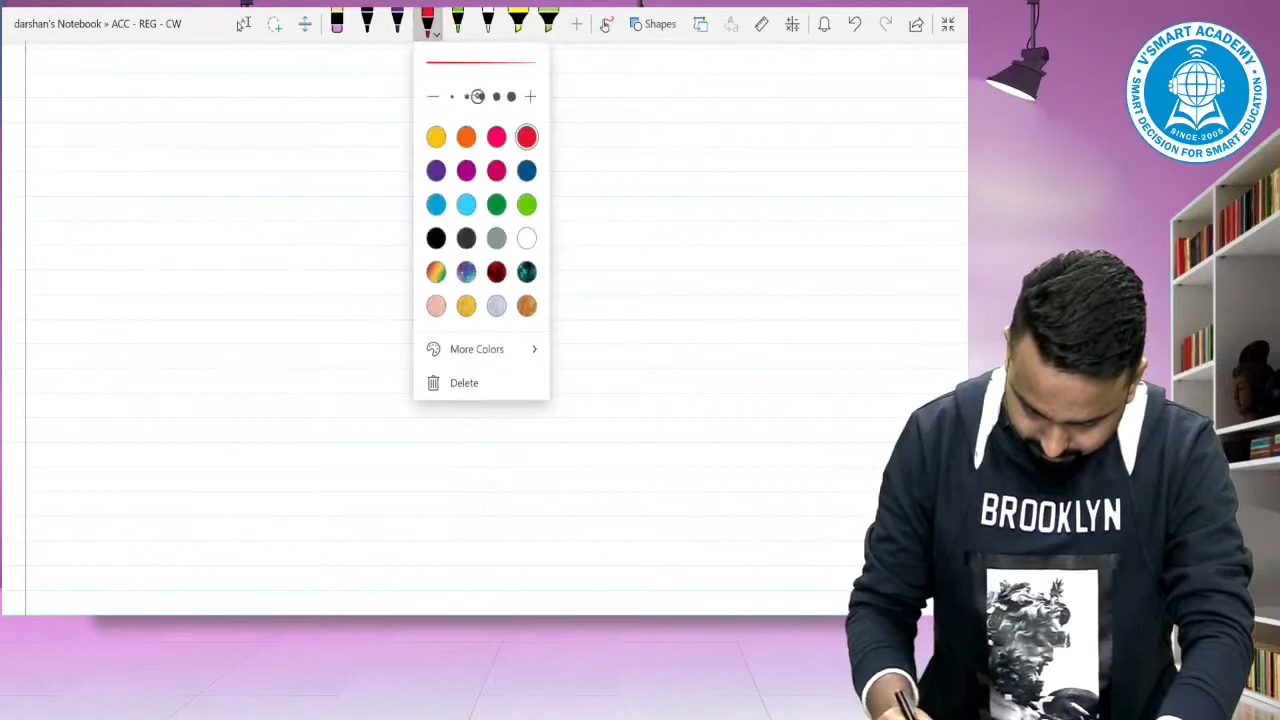 darshan's Notebook » ACC - REG - CW
Shapes
More Colors
Delete
V'SMART ACADEMY
SINCE-2005
SMART DECISION FOR SMART EDUCATION
BROOKLYN